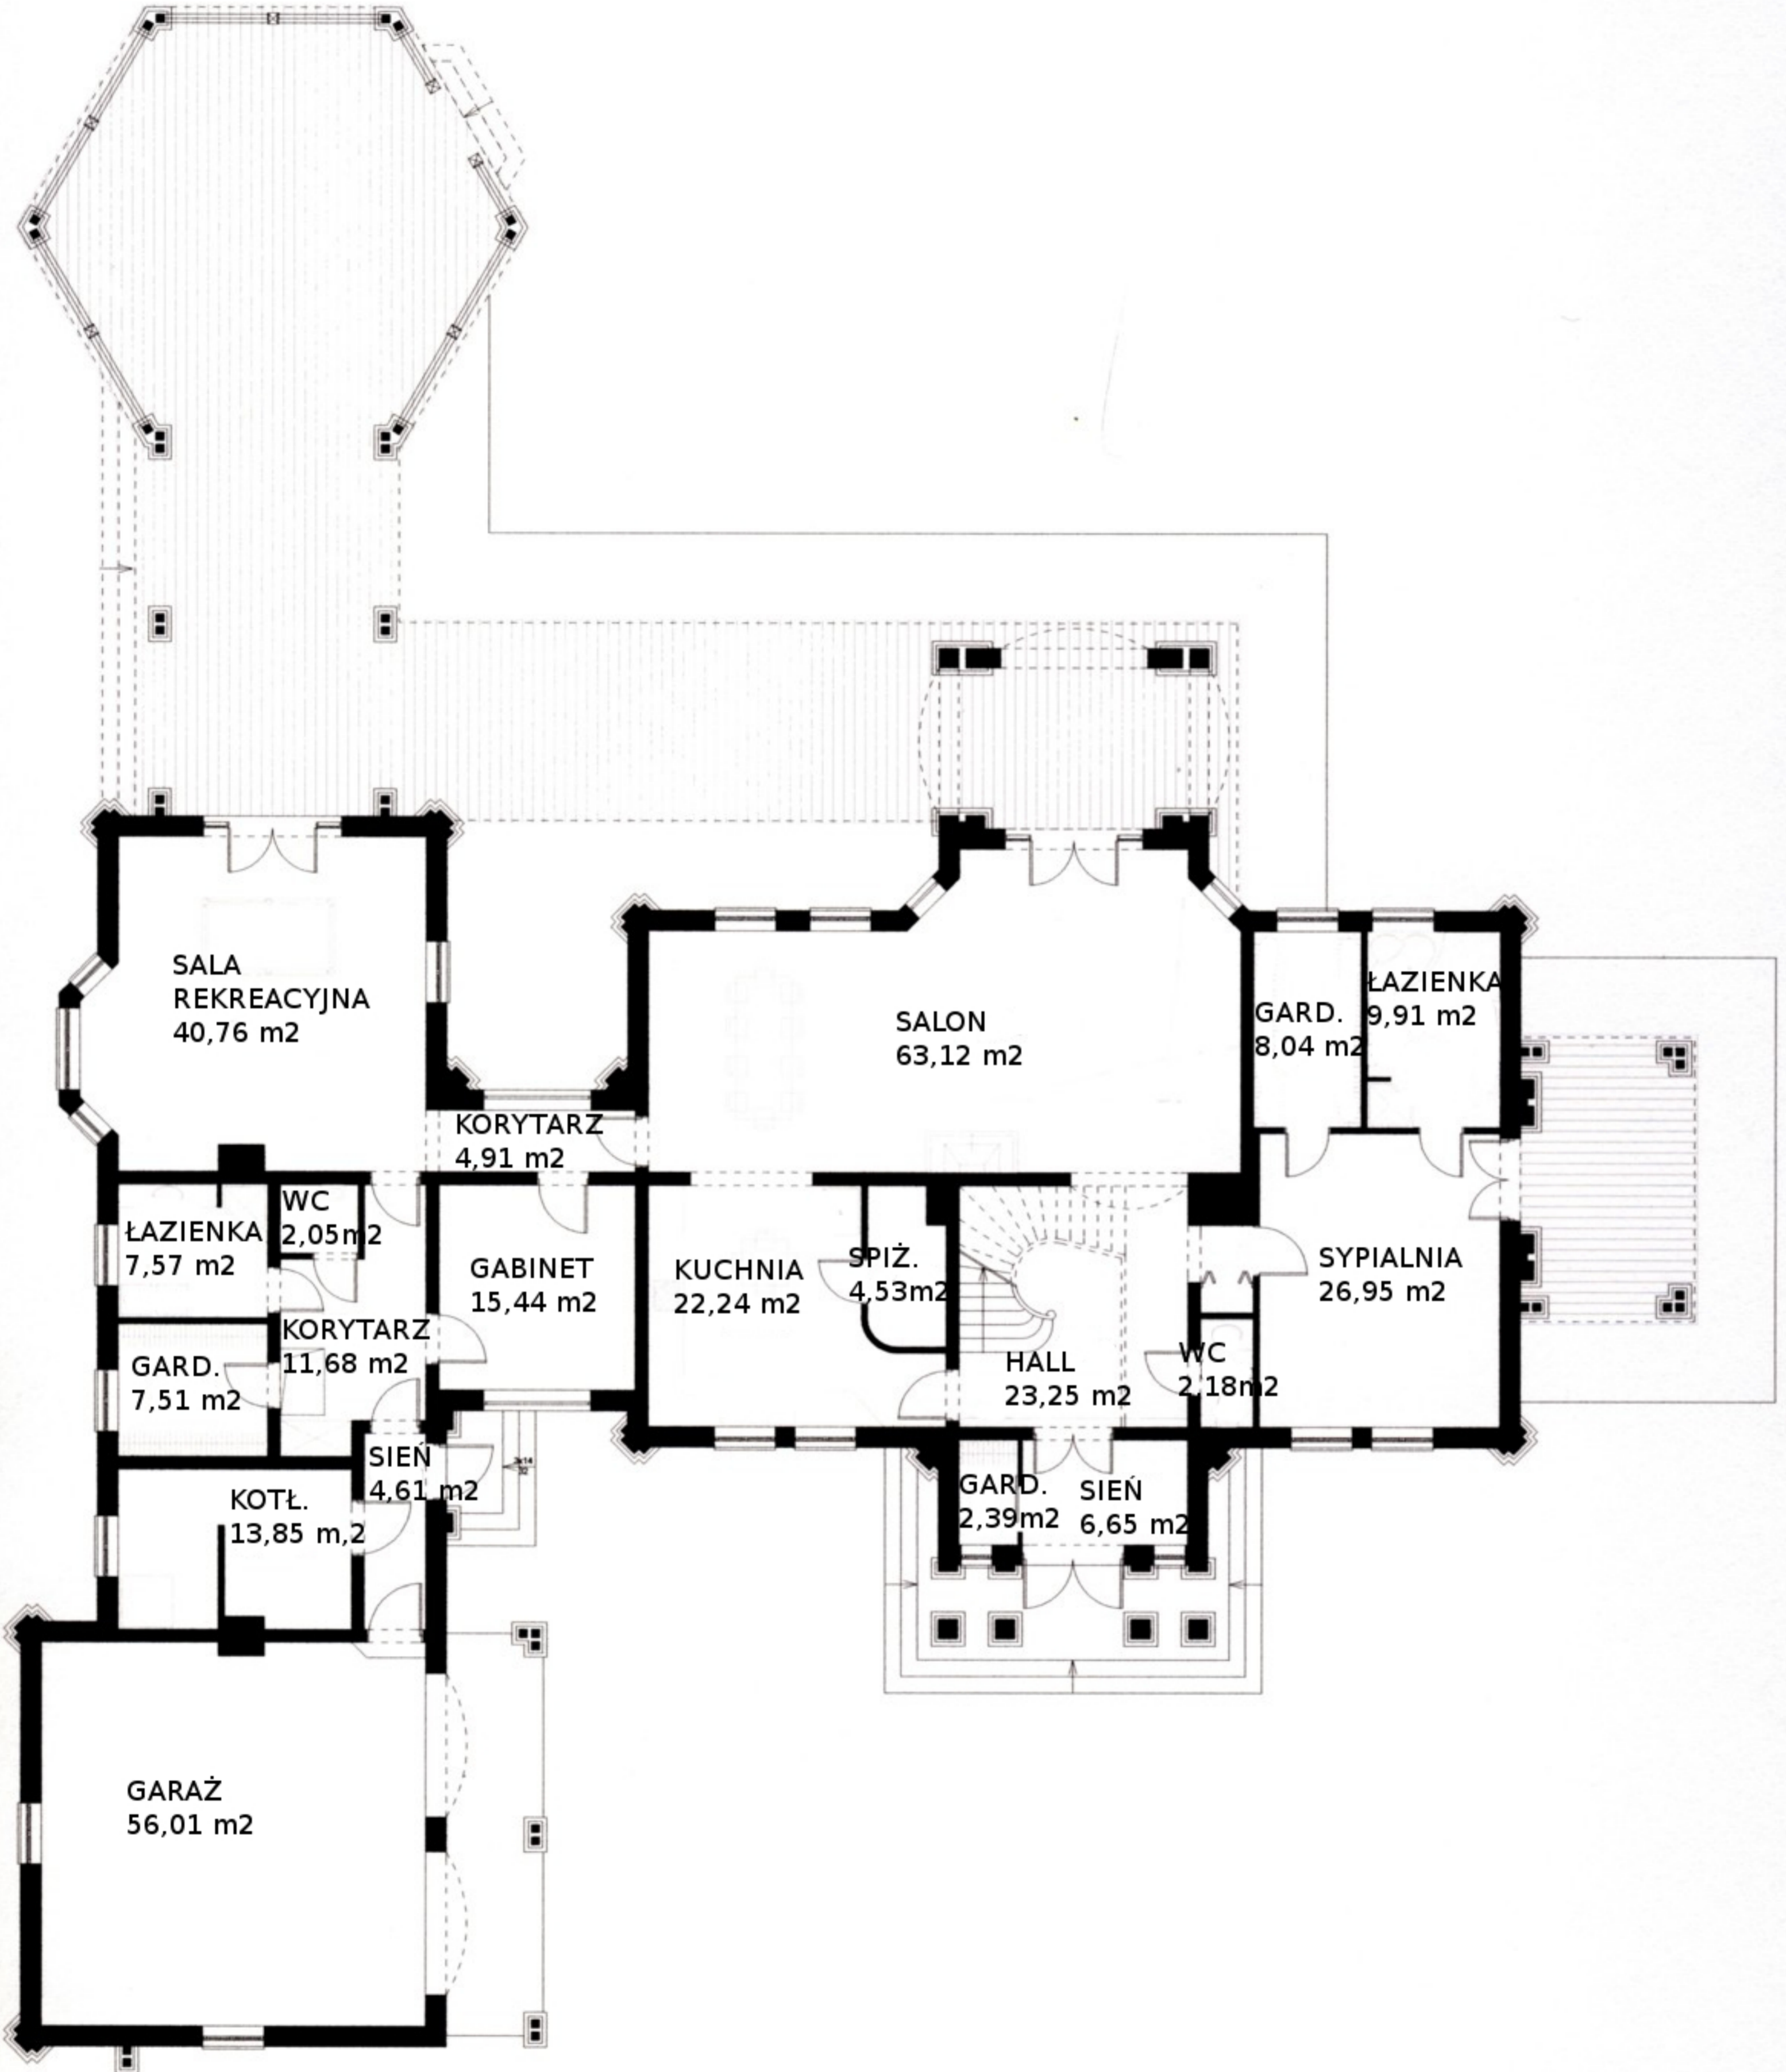 SALA
REKREACYJNA
40,76 m2
KORYTARZ
4,91 m2
SALON
63,12 m2
GARD.
8,04 m2
ŁAZIENKA
9,91 m2
ŁAZIENKA
7,57 m2
WC
2,05m2
GABINET
15,44 m2
KUCHNIA
22,24 m2
SPIŻ.
4,53m2
SYPIALNIA
26,95 m2
KORYTARZ
11,68 m2
GARD.
7,51 m2
HALL
23,25 m2
WC
2,18m2
SIEŃ
4,61 m2
KOTŁ.
13,85 m,2
GARD.
2,39m2
SIEŃ
6,65 m2
GARAŻ
56,01 m2